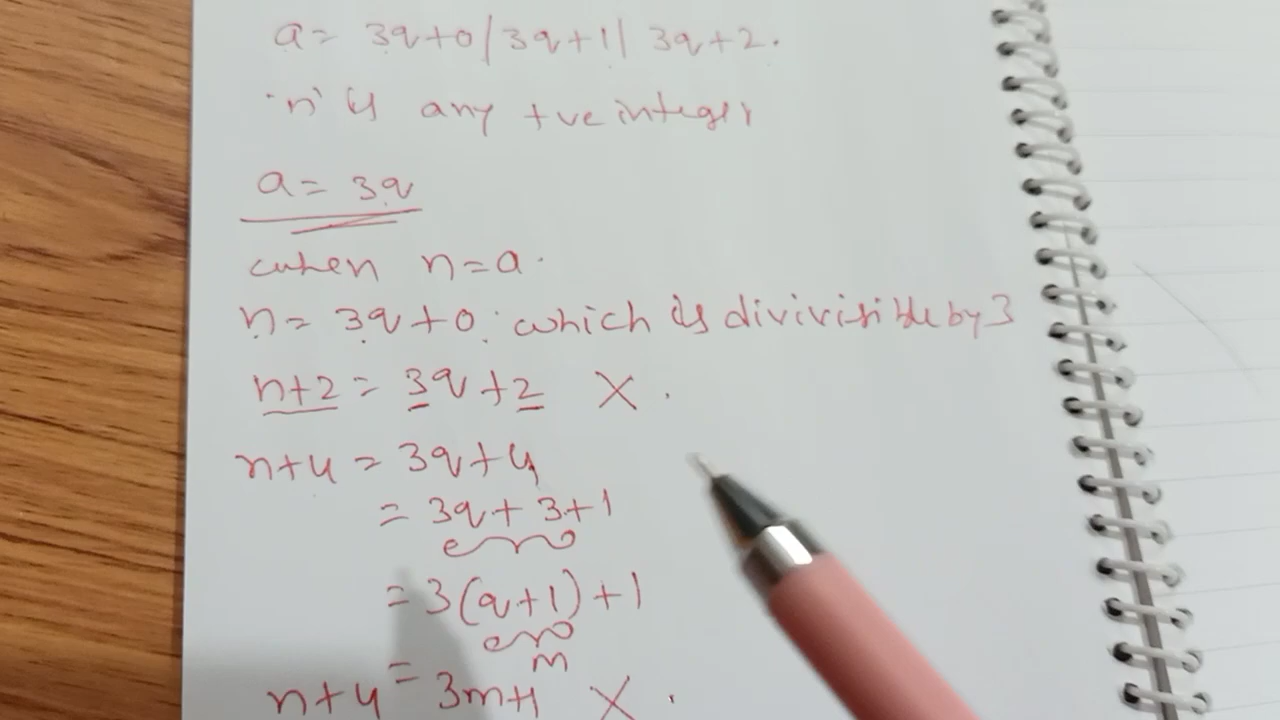 a = 3q+0/3q+1/3q+2.
'n' is any +ve integer
a = 3q
when n=a.
n = 3q+0. which is divivisible by 3
n+2 = 3q+2 X.
n+4 = 3q+4
= 3q+3+1
= 3(q+1)+1
m
n+4 = 3m+1 X.